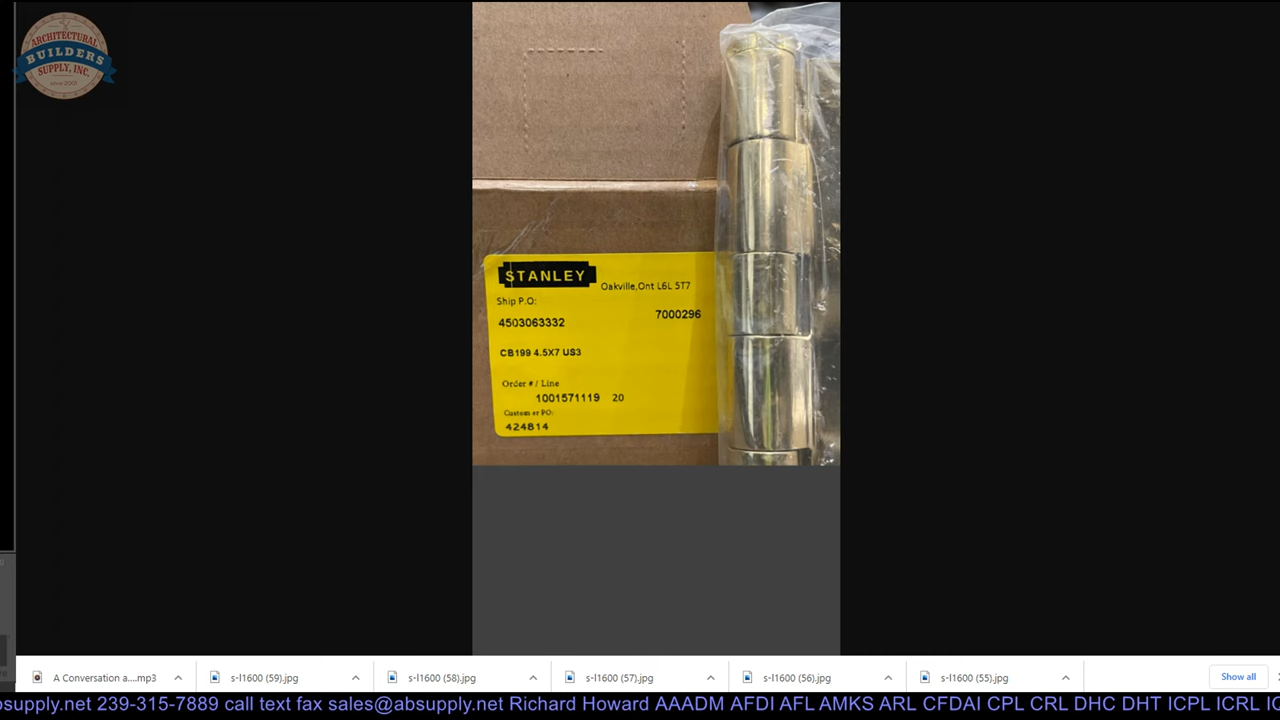 ARCHITECTURAL
BUILDERS
SUPPLY, INC.
since 2003
STANLEY
Oakville,Ont L6L 5T7
Ship P.O:
4503063332
7000296
CB199 4.5X7 US3
Order # / Line
1001571119 20
Custom er PO:
424814
A Conversation a....mp3
s-l1600 (59).jpg
s-l1600 (58).jpg
s-l1600 (57).jpg
s-l1600 (56).jpg
s-l1600 (55).jpg
Show all
bsupply.net 239-315-7889 call text fax sales@absupply.net Richard Howard AAADM AFDI AFL AMKS ARL CFDAI CPL CRL DHC DHT ICPL ICRL IC